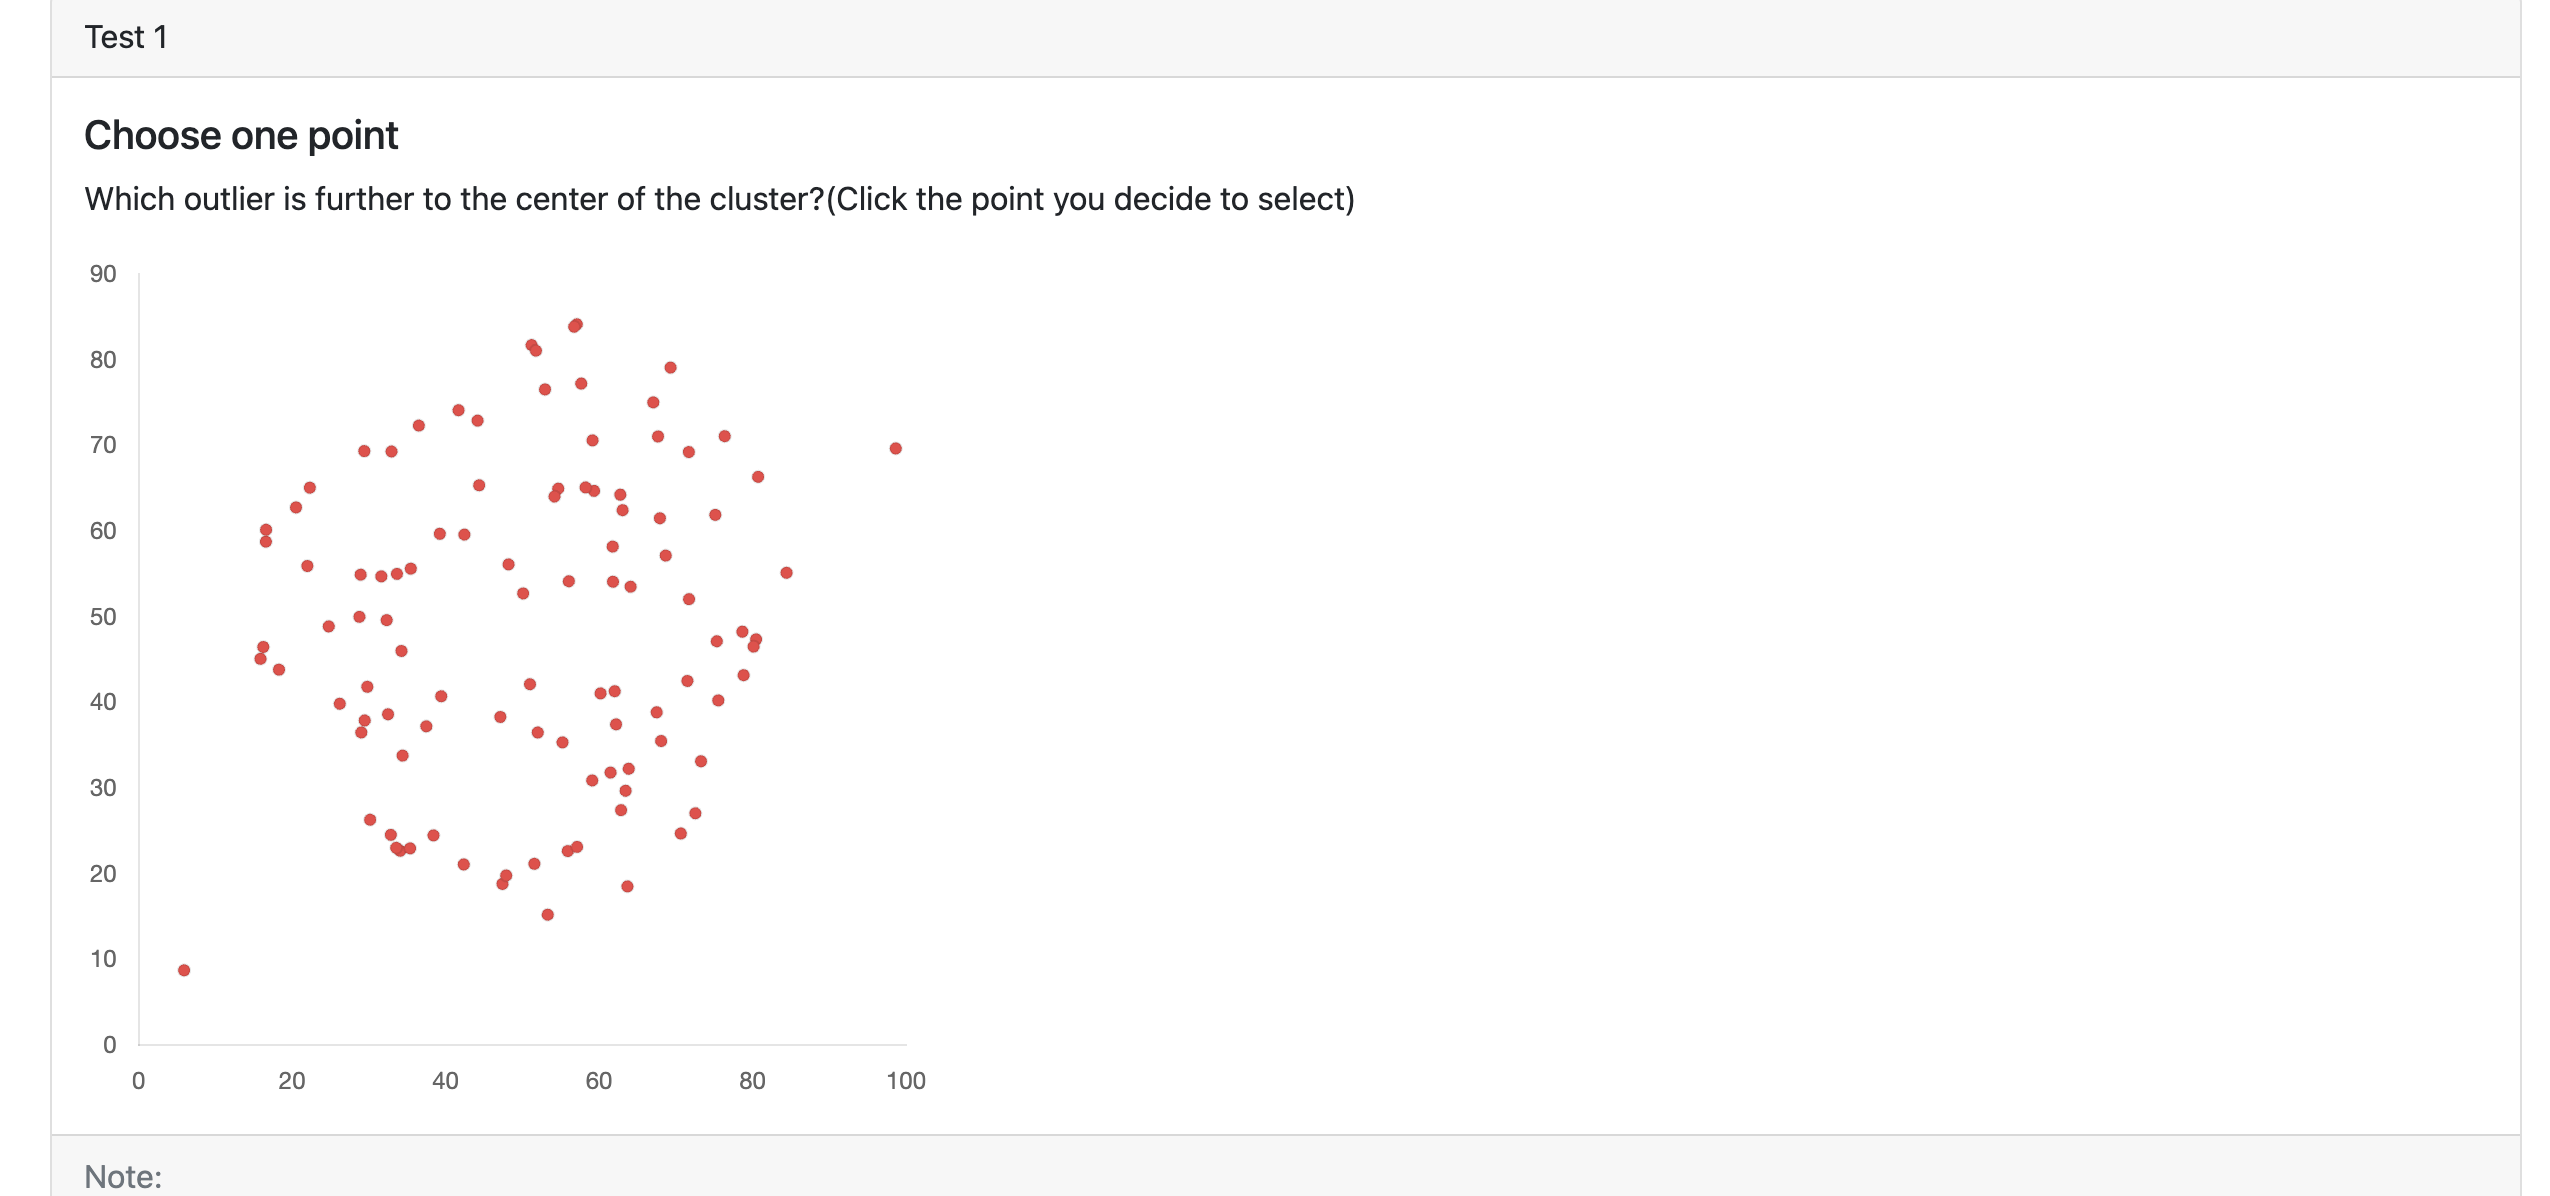 Test 1
Choose one point
Which outlier is further to the center of the cluster?(Click the point you decide to select)
90
80
70
60
50
40
30
20
10
0
0 20 40 60 80 100
Note: